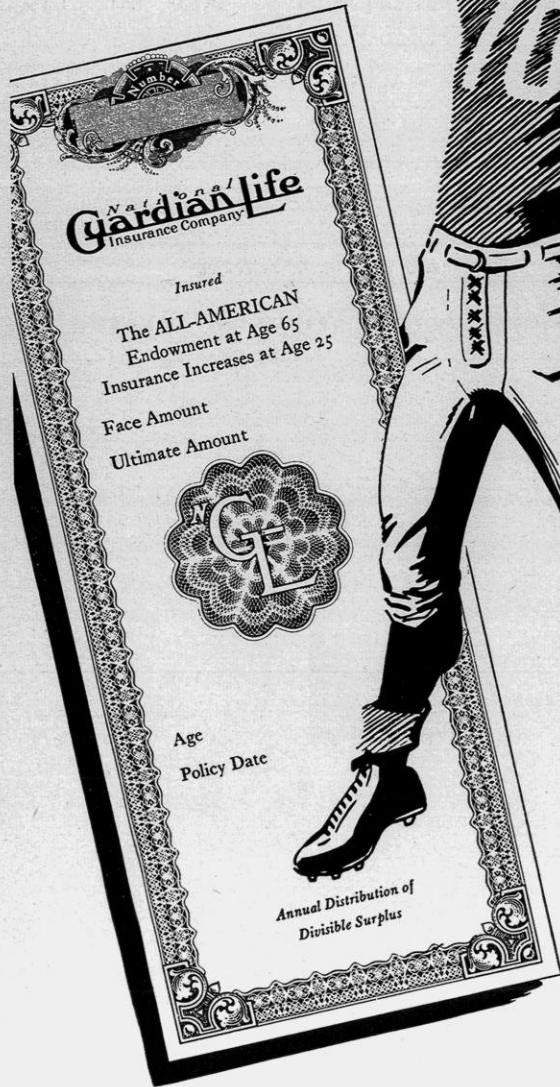 Number
National
Guardian Life
Insurance Company
Insured
The ALL-AMERICAN
Endowment at Age 65
Insurance Increases at Age 25
Face Amount
Ultimate Amount
NGL
Age
Policy Date
Annual Distribution of
Divisible Surplus